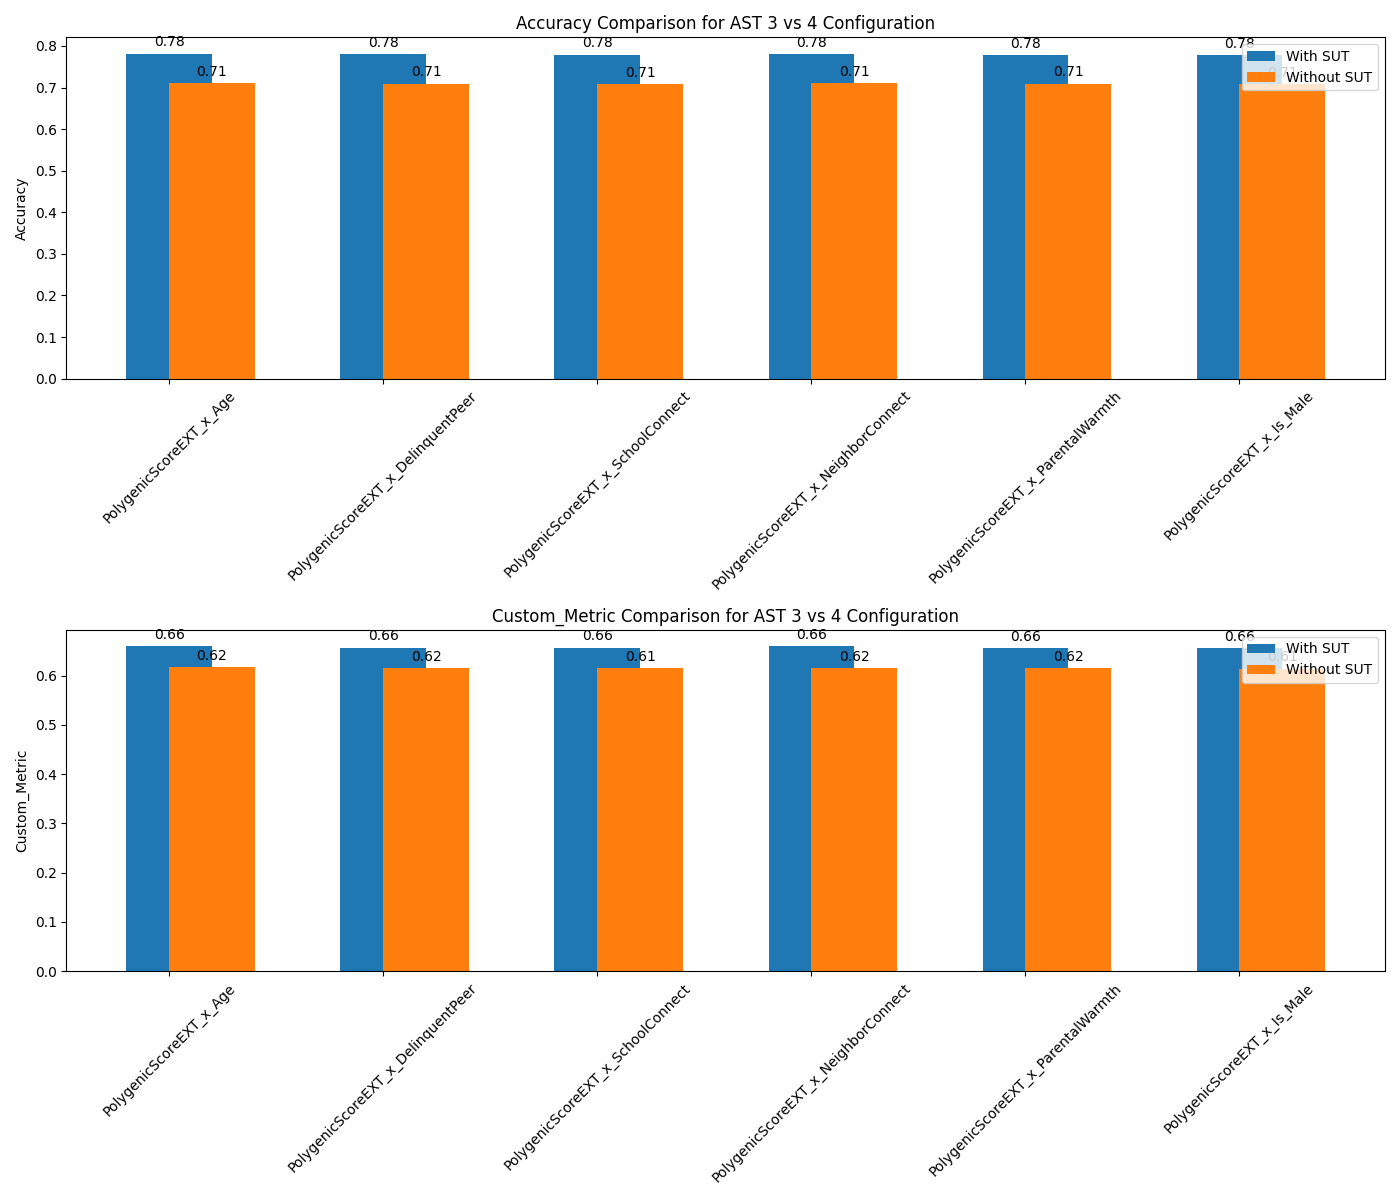 Accuracy Comparison for AST 3 vs 4 Configuration
0.78 0.78 0.78 0.78 0.78 0.78
0.71 0.71 0.71 0.71 0.71 0.71
With SUT
Without SUT
Accuracy
0.8
0.7
0.6
0.5
0.4
0.3
0.2
0.1
0.0
PolygenicScoreEXT_x_Age
PolygenicScoreEXT_x_DelinquentPeer
PolygenicScoreEXT_x_SchoolConnect
PolygenicScoreEXT_x_NeighborConnect
PolygenicScoreEXT_x_ParentalWarmth
PolygenicScoreEXT_x_Is_Male
Custom_Metric Comparison for AST 3 vs 4 Configuration
0.66 0.66 0.66 0.66 0.66 0.66
0.62 0.62 0.61 0.62 0.62 0.61
With SUT
Without SUT
Custom_Metric
0.6
0.5
0.4
0.3
0.2
0.1
0.0
PolygenicScoreEXT_x_Age
PolygenicScoreEXT_x_DelinquentPeer
PolygenicScoreEXT_x_SchoolConnect
PolygenicScoreEXT_x_NeighborConnect
PolygenicScoreEXT_x_ParentalWarmth
PolygenicScoreEXT_x_Is_Male